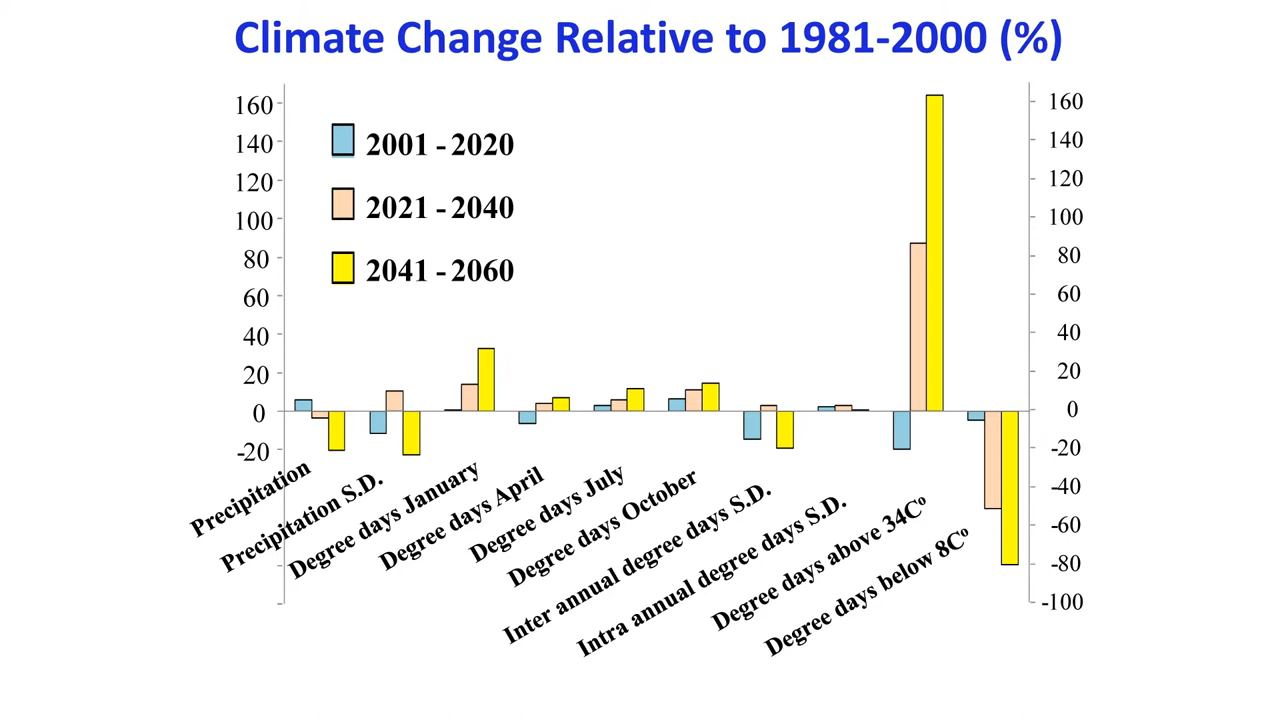 Climate Change Relative to 1981-2000 (%)
160
140
120
100
80
60
40
20
0
-20
2001 - 2020
2021 - 2040
2041 - 2060
160
140
120
100
80
60
40
20
0
-20
-40
-60
-80
-100
Precipitation
Precipitation S.D.
Degree days January
Degree days April
Degree days July
Degree days October
Inter annual degree days S.D.
Intra annual degree days S.D.
Degree days above 34Cº
Degree days below 8Cº